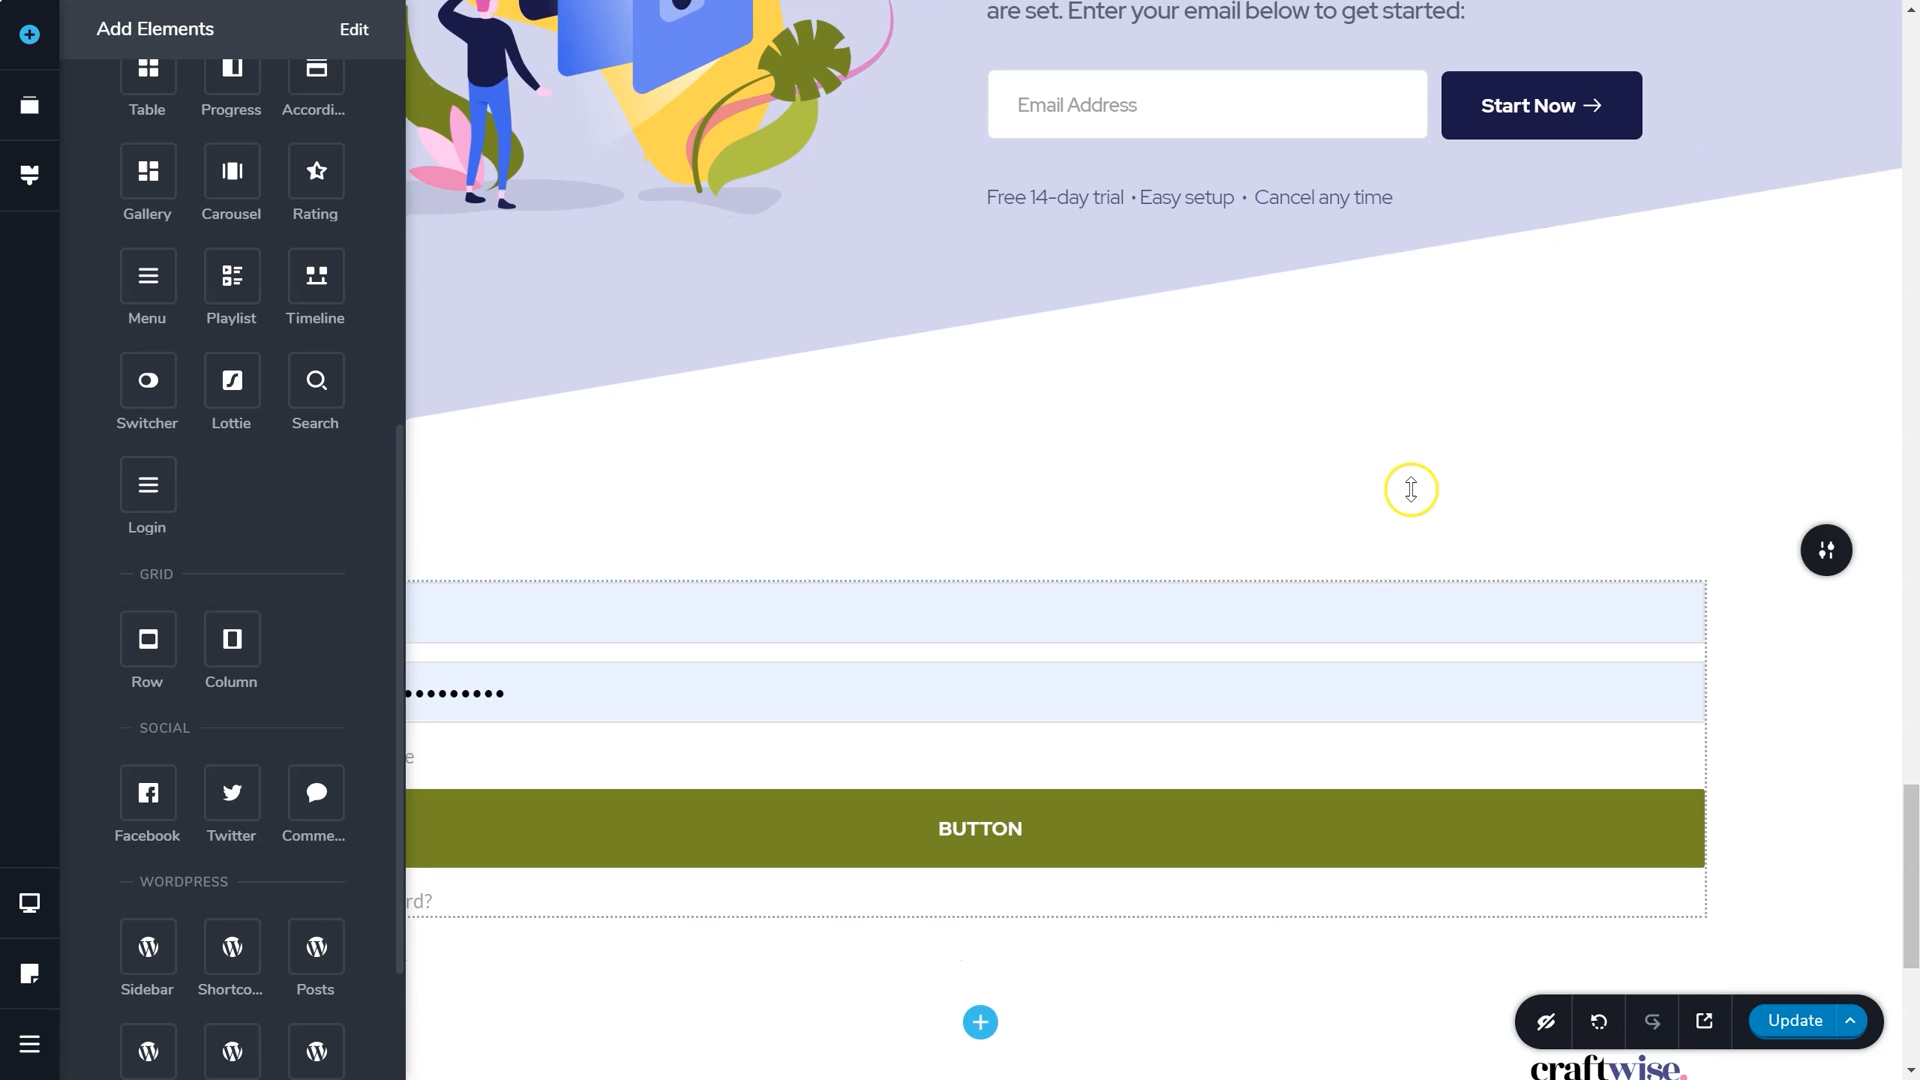 Add Elements
Edit
Table
Progress
Accordi...
Gallery
Carousel
Rating
Menu
Playlist
Timeline
Switcher
Lottie
Search
Login
GRID
Row
Column
SOCIAL
Facebook
Twitter
Comme...
WORDPRESS
Sidebar
Shortco...
Posts
are set. Enter your email below to get started:
Email Address
Start Now →
Free 14-day trial • Easy setup • Cancel any time
••••••••••
e
BUTTON
rd?
Update
craftwise.